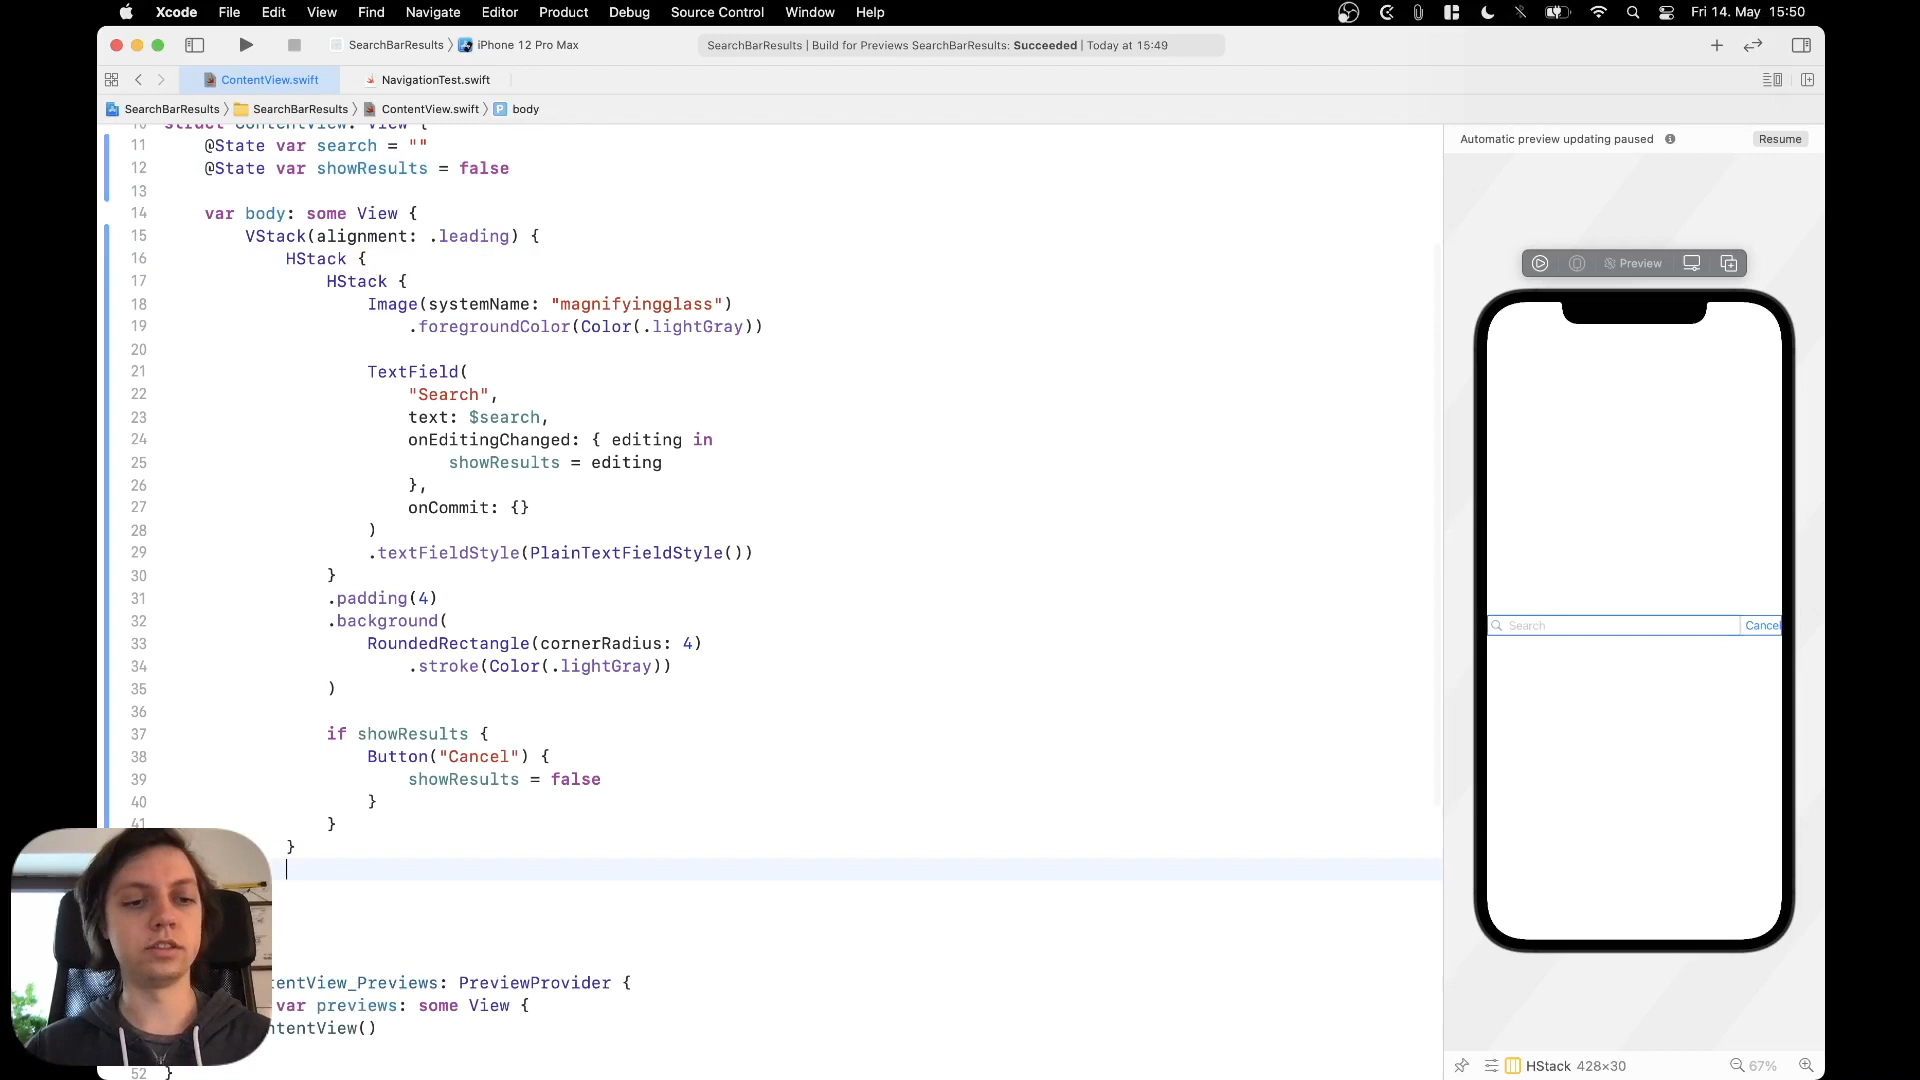 Xcode File Edit View Find Navigate Editor Product Debug Source Control Window Help Fri 14. May 15:50
SearchBarResults iPhone 12 Pro Max SearchBarResults | Build for Previews SearchBarResults: Succeeded | Today at 15:49
ContentView.swift NavigationTest.swift
SearchBarResults SearchBarResults ContentView.swift body
Automatic preview updating paused Resume
10 struct ContentView: View {
11 @State var search = ""
12 @State var showResults = false
13
14 var body: some View {
15 VStack(alignment: .leading) {
16 HStack {
17 HStack {
18 Image(systemName: "magnifyingglass")
19 .foregroundColor(Color(.lightGray))
20
21 TextField(
22 "Search",
23 text: $search,
24 onEditingChanged: { editing in
25 showResults = editing
26 },
27 onCommit: {}
28 )
29 .textFieldStyle(PlainTextFieldStyle())
30 }
31 .padding(4)
32 .background(
33 RoundedRectangle(cornerRadius: 4)
34 .stroke(Color(.lightGray))
35 )
36
37 if showResults {
38 Button("Cancel") {
39 showResults = false
40 }
41 }
}
tentView_Previews: PreviewProvider {
var previews: some View {
ntentView()
52 }
Preview
Search Cancel
HStack 428×30 67%